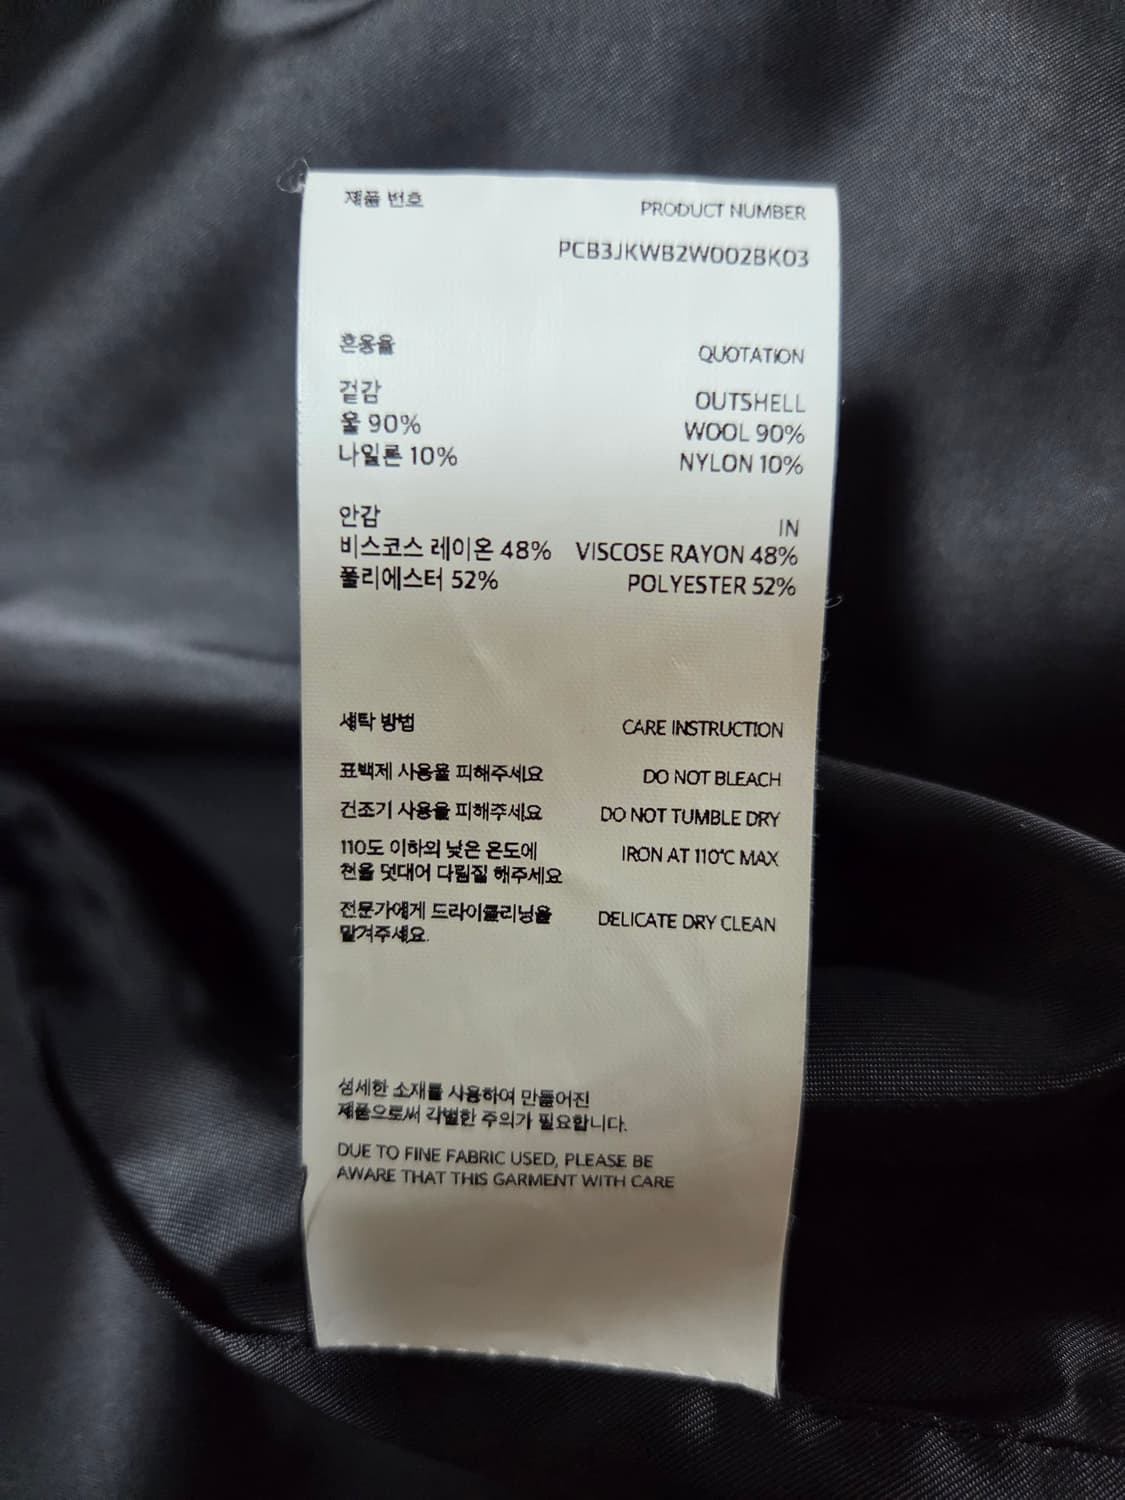 제품 번호 PRODUCT NUMBER
PCB3JKWB2W002BK03
혼용율 QUOTATION
겉감 OUTSHELL
울 90% WOOL 90%
나일론 10% NYLON 10%
안감 IN
비스코스 레이온 48% VISCOSE RAYON 48%
폴리에스터 52% POLYESTER 52%
세탁 방법 CARE INSTRUCTION
표백제 사용을 피해주세요 DO NOT BLEACH
건조기 사용을 피해주세요 DO NOT TUMBLE DRY
110도 이하의 낮은 온도에 IRON AT 110℃ MAX
천을 덧대어 다림질 해주세요
전문가에게 드라이클리닝을 DELICATE DRY CLEAN
맡겨주세요.
섬세한 소재를 사용하여 만들어진
제품으로써 각별한 주의가 필요합니다.
DUE TO FINE FABRIC USED, PLEASE BE
AWARE THAT THIS GARMENT WITH CARE